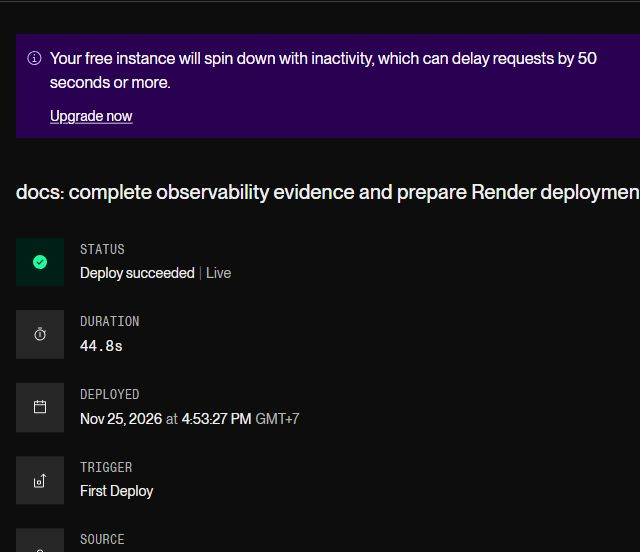 Your free instance will spin down with inactivity, which can delay requests by 50
seconds or more.
Upgrade now
docs: complete observability evidence and prepare Render deploymen
STATUS
Deploy succeeded | Live
DURATION
44.8s
DEPLOYED
Nov 25, 2026 at 4:53:27 PM GMT+7
TRIGGER
First Deploy
SOURCE